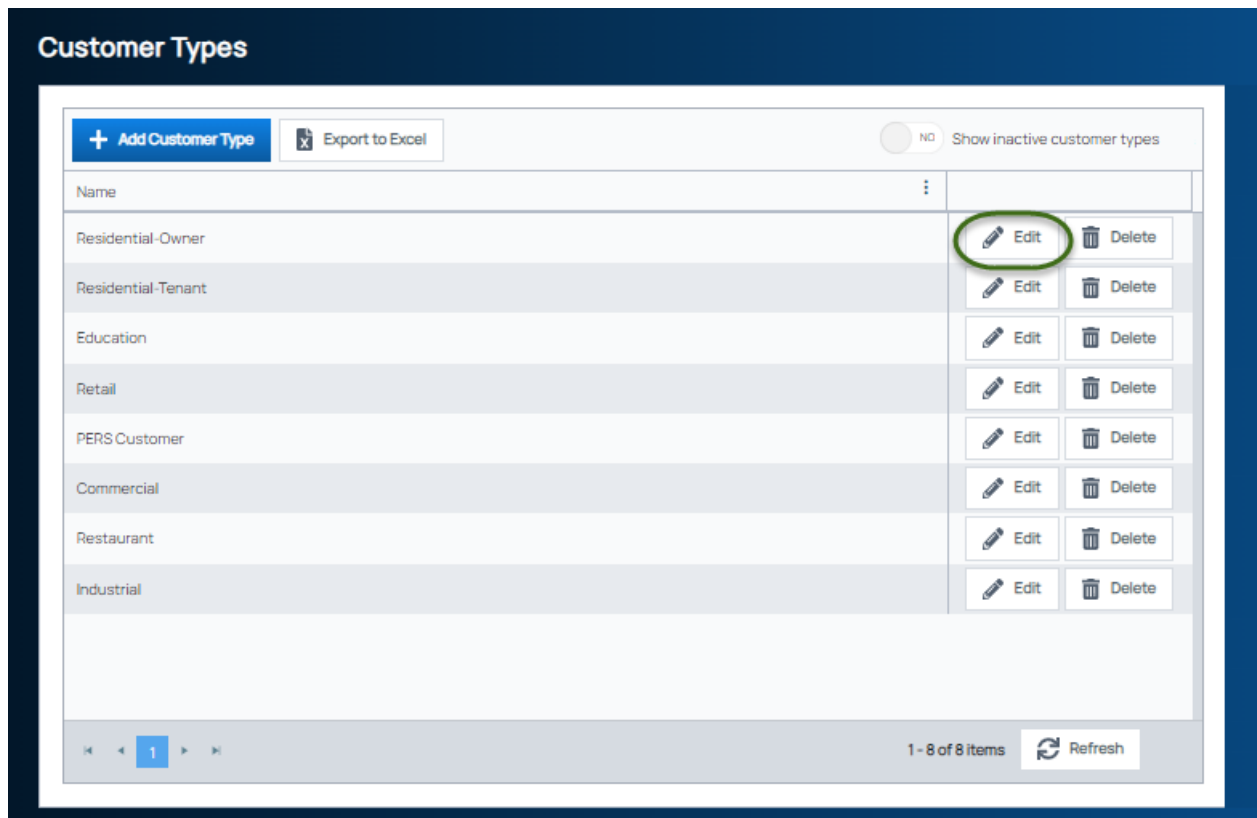 Customer Types
Add Customer Type Export to Excel NO Show inactive customer types
Name
Residential-Owner Edit Delete
Residential-Tenant Edit Delete
Education Edit Delete
Retail Edit Delete
PERS Customer Edit Delete
Commercial Edit Delete
Restaurant Edit Delete
Industrial Edit Delete
1 1 - 8 of 8 items Refresh